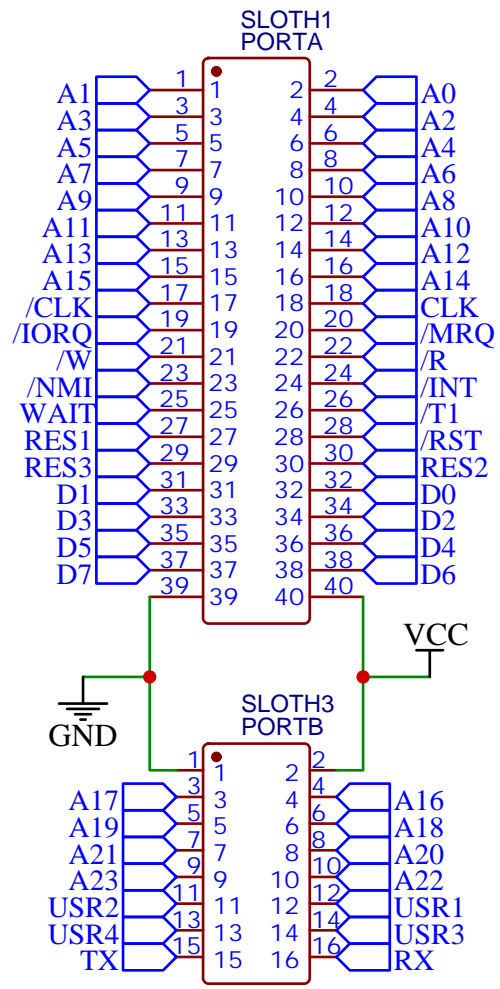 SLOTH1
PORTA
A1 1 1 2 2 A0
A3 3 3 4 4 A2
A5 5 5 6 6 A4
A7 7 7 8 8 A6
A9 9 9 10 10 A8
A11 11 11 12 12 A10
A13 13 13 14 14 A12
A15 15 15 16 16 A14
/CLK 17 17 18 18 CLK
/IORQ 19 19 20 20 /MRQ
/W 21 21 22 22 /R
/NMI 23 23 24 24 /INT
WAIT 25 25 26 26 /T1
RES1 27 27 28 28 /RST
RES3 29 29 30 30 RES2
D1 31 31 32 32 D0
D3 33 33 34 34 D2
D5 35 35 36 36 D4
D7 37 37 38 38 D6
39 39 40 40
VCC
GND
SLOTH3
PORTB
1 1 2 2
A17 3 3 4 4 A16
A19 5 5 6 6 A18
A21 7 7 8 8 A20
A23 9 9 10 10 A22
USR2 11 11 12 12 USR1
USR4 13 13 14 14 USR3
TX 15 15 16 16 RX